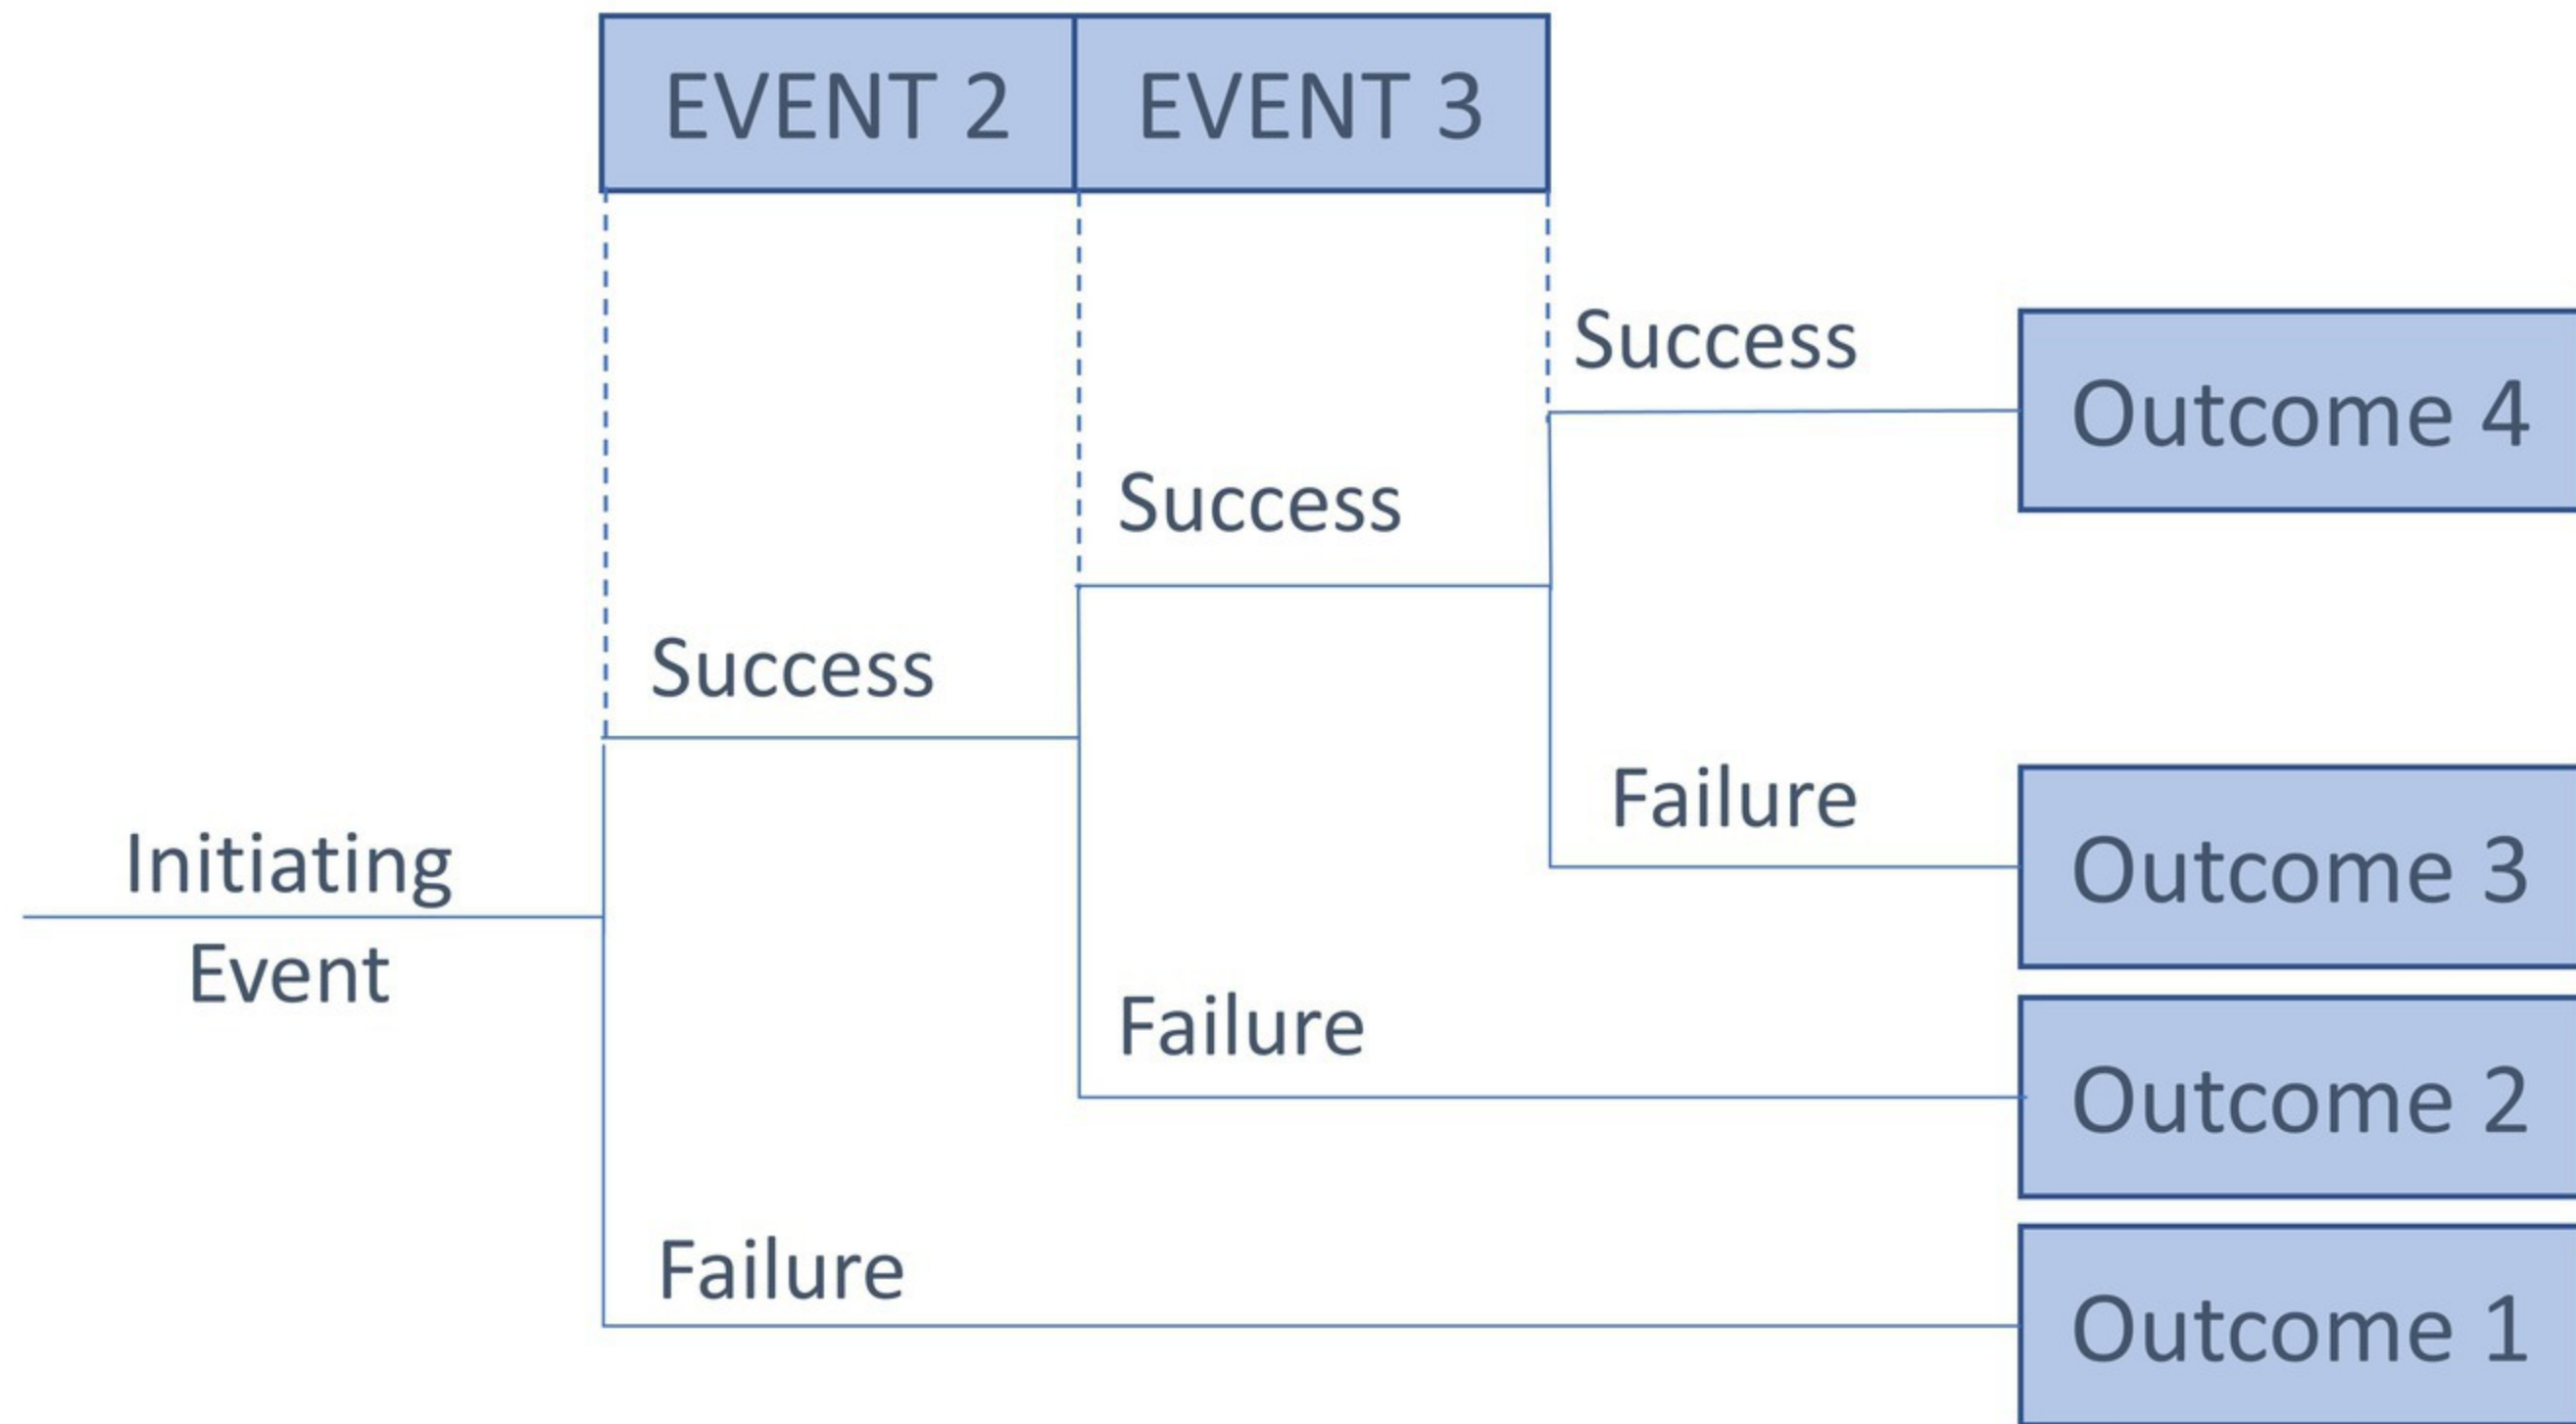 EVENT 2 EVENT 3
Success
Outcome 4
Success
Success
Failure
Initiating
Event
Outcome 3
Failure
Outcome 2
Failure
Outcome 1